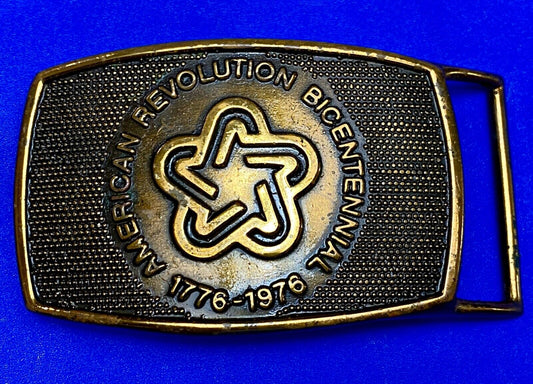 AMERICAN REVOLUTION BICENTENNIAL
1776-1976